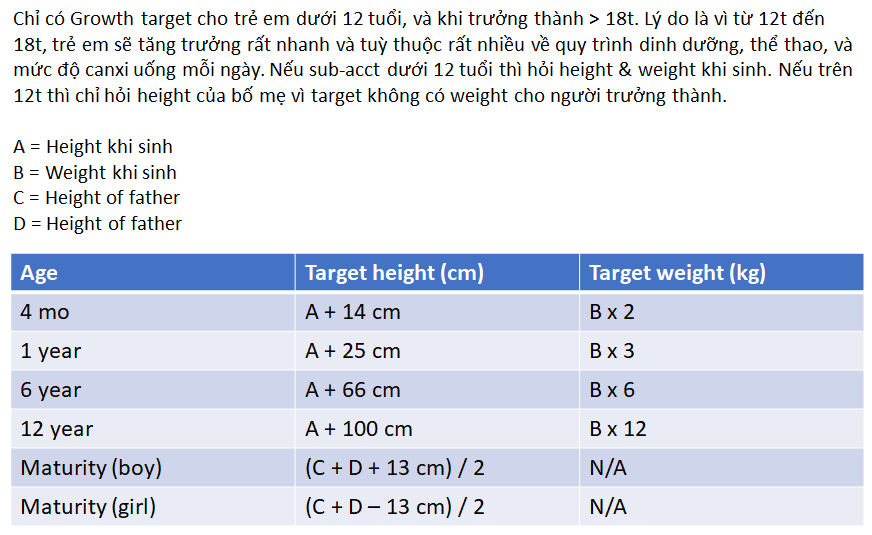 Chỉ có Growth target cho trẻ em dưới 12 tuổi, và khi trưởng thành > 18t. Lý do là vì từ 12t đến
18t, trẻ em sẽ tăng trưởng rất nhanh và tuỳ thuộc rất nhiều về quy trình dinh dưỡng, thể thao, và
mức độ canxi uống mỗi ngày. Nếu sub-acct dưới 12 tuổi thì hỏi height & weight khi sinh. Nếu trên
12t thì chỉ hỏi height của bố mẹ vì target không có weight cho người trưởng thành.
A = Height khi sinh
B = Weight khi sinh
C = Height of father
D = Height of father
Age Target height (cm) Target weight (kg)
4 mo A + 14 cm B x 2
1 year A + 25 cm B x 3
6 year A + 66 cm B x 6
12 year A + 100 cm B x 12
Maturity (boy) (C + D + 13 cm) / 2 N/A
Maturity (girl) (C + D – 13 cm) / 2 N/A